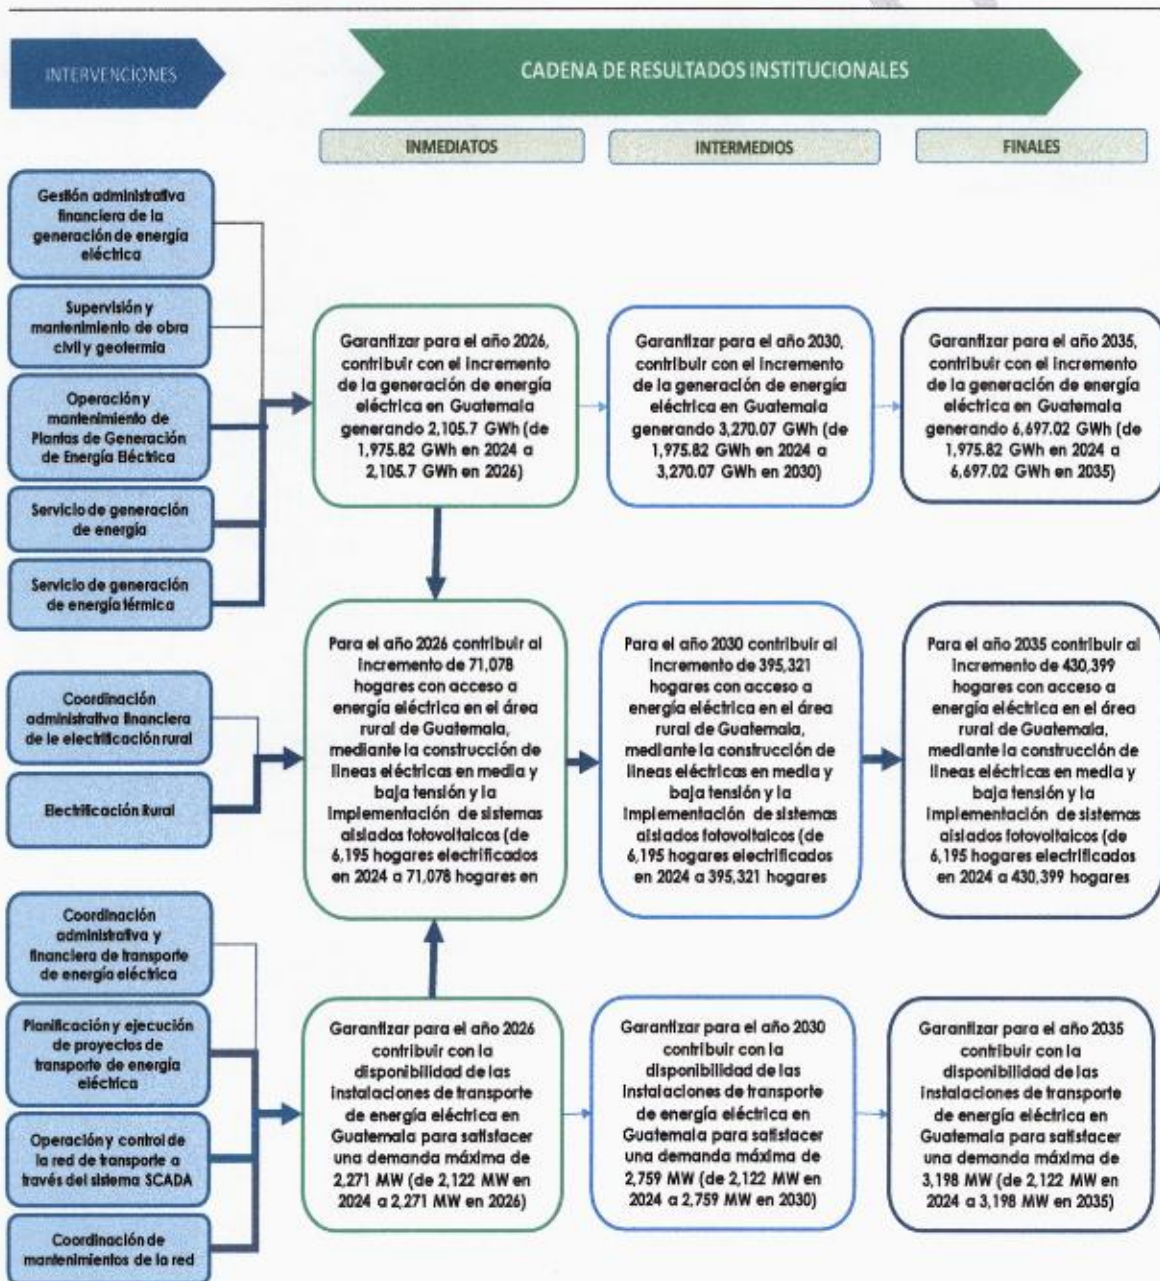 INTERVENCIONES
CADENA DE RESULTADOS INSTITUCIONALES
INMEDIATOS
INTERMEDIOS
FINALES
Gestión administrativa
financiera de la
generación de energía
eléctrica
Supervisión y
mantenimiento de obra
civil y geotermia
Operación y
mantenimiento de
Plantas de Generación
de Energía Eléctrica
Servicio de generación
de energía
Servicio de generación
de energía térmica
Garantizar para el año 2026,
contribuir con el incremento
de la generación de energía
eléctrica en Guatemala
generando 2,105.7 GWh (de
1,975.82 GWh en 2024 a
2,105.7 GWh en 2026)
Garantizar para el año 2030,
contribuir con el incremento
de la generación de energía
eléctrica en Guatemala
generando 3,270.07 GWh (de
1,975.82 GWh en 2024 a
3,270.07 GWh en 2030)
Garantizar para el año 2035,
contribuir con el incremento
de la generación de energía
eléctrica en Guatemala
generando 6,697.02 GWh (de
1,975.82 GWh en 2024 a
6,697.02 GWh en 2035)
Coordinación
administrativa financiera
de le electrificación rural
Electrificación Rural
Para el año 2026 contribuir al
incremento de 71,078
hogares con acceso a
energía eléctrica en el área
rural de Guatemala,
mediante la construcción de
líneas eléctricas en media y
baja tensión y la
implementación de sistemas
aislados fotovoltaicos (de
6,195 hogares electrificados
en 2024 a 71,078 hogares en
Para el año 2030 contribuir al
incremento de 395,321
hogares con acceso a
energía eléctrica en el área
rural de Guatemala,
mediante la construcción de
líneas eléctricas en media y
baja tensión y la
implementación de sistemas
aislados fotovoltaicos (de
6,195 hogares electrificados
en 2024 a 395,321 hogares
Para el año 2035 contribuir al
incremento de 430,399
hogares con acceso a
energía eléctrica en el área
rural de Guatemala,
mediante la construcción de
líneas eléctricas en media y
baja tensión y la
implementación de sistemas
aislados fotovoltaicos (de
6,195 hogares electrificados
en 2024 a 430,399 hogares
Coordinación
administrativa y
financiera de transporte
de energía eléctrica
Planificación y ejecución
de proyectos de
transporte de energía
eléctrica
Operación y control de
la red de transporte a
través del sistema SCADA
Coordinación de
mantenimientos de la red
Garantizar para el año 2026
contribuir con la
disponibilidad de las
instalaciones de transporte
de energía eléctrica en
Guatemala para satisfacer
una demanda máxima de
2,271 MW (de 2,122 MW en
2024 a 2,271 MW en 2026)
Garantizar para el año 2030
contribuir con la
disponibilidad de las
instalaciones de transporte
de energía eléctrica en
Guatemala para satisfacer
una demanda máxima de
2,759 MW (de 2,122 MW en
2024 a 2,759 MW en 2030)
Garantizar para el año 2035
contribuir con la
disponibilidad de las
instalaciones de transporte
de energía eléctrica en
Guatemala para satisfacer
una demanda máxima de
3,198 MW (de 2,122 MW en
2024 a 3,198 MW en 2035)